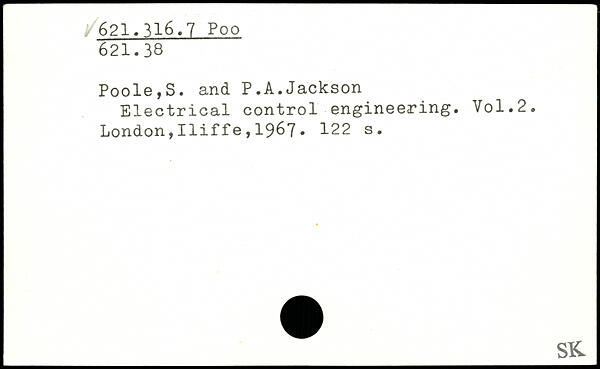 621.316.7 Poo
621.38
Poole,S. and P.A.Jackson
Electrical control engineering. Vol.2.
London,Iliffe,1967. 122 s.
SK